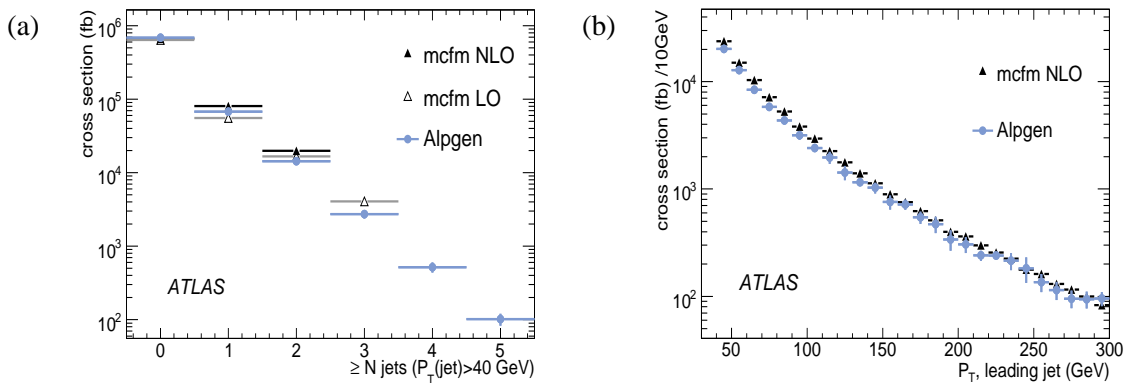 (a)
cross section (fb)
10^6
10^5
10^4
10^3
10^2
mcfm NLO
mcfm LO
Alpgen
ATLAS
0 1 2 3 4 5
≥ N jets (P_T(jet)>40 GeV)
(b)
cross section (fb) /10GeV
10^4
10^3
10^2
mcfm NLO
Alpgen
ATLAS
50 100 150 200 250 300
P_T, leading jet (GeV)